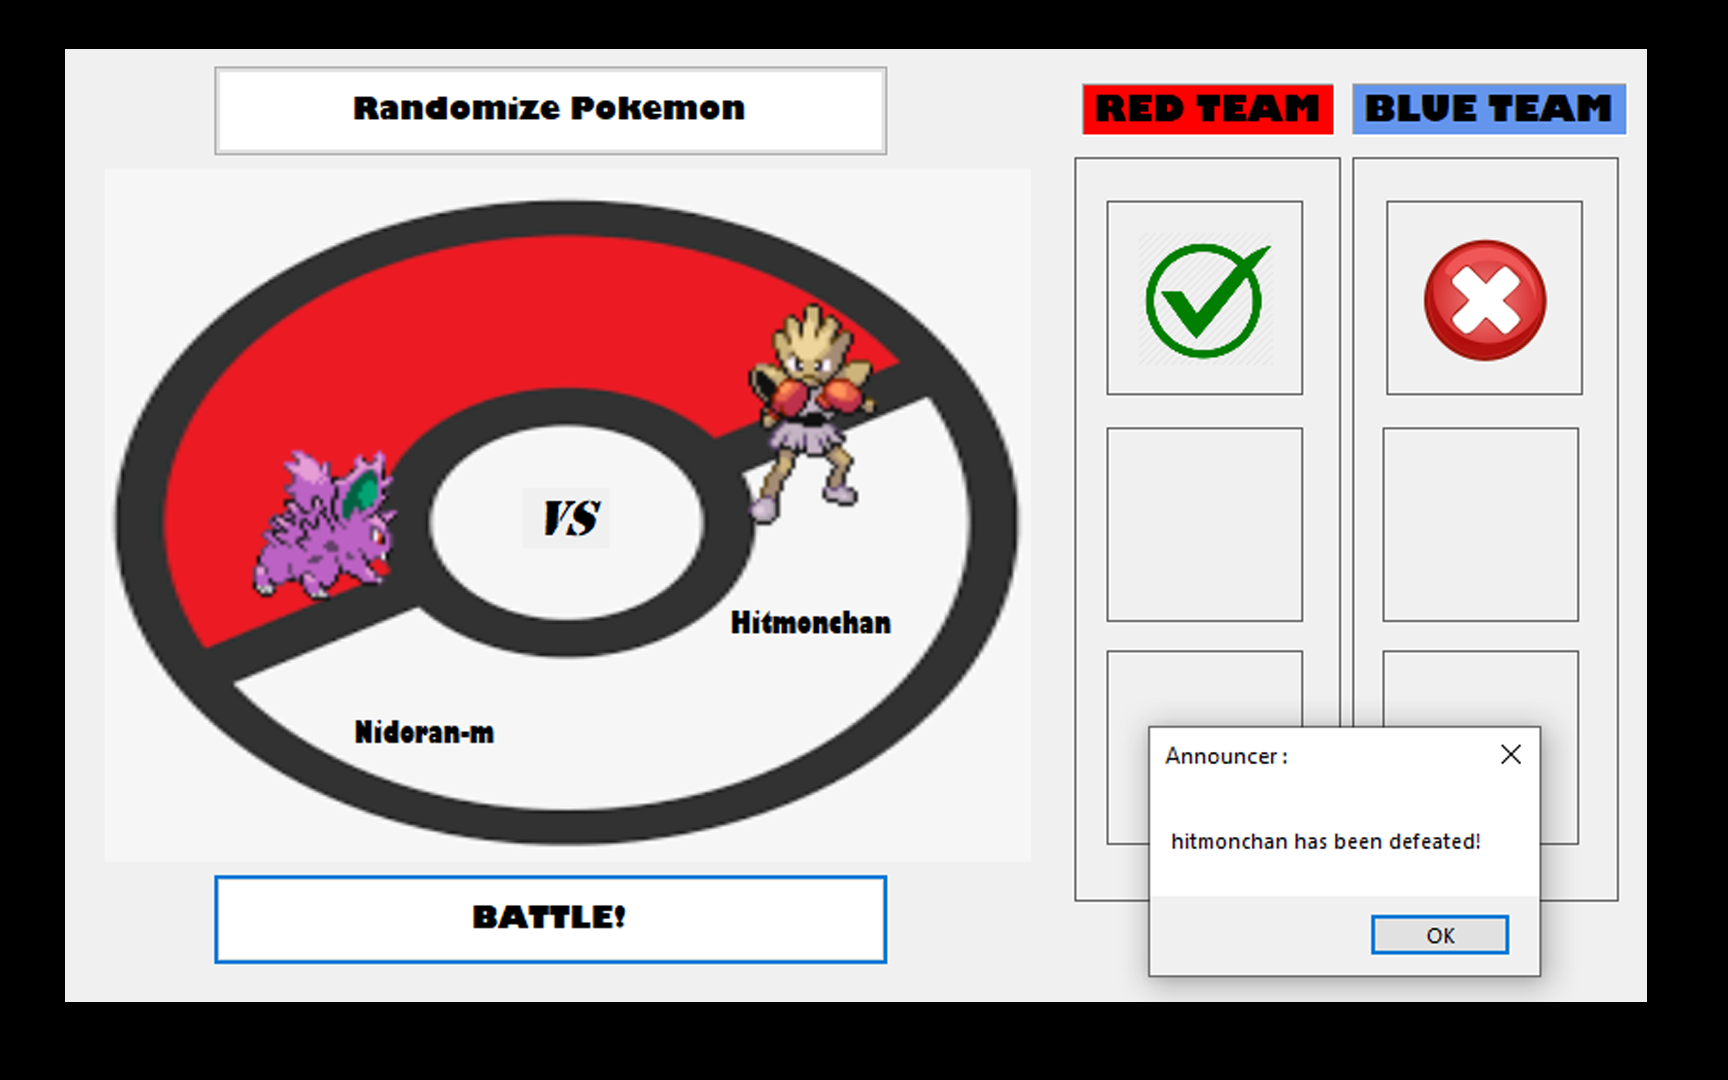 Randomize Pokemon
RED TEAM
BLUE TEAM
VS
Hitmonchan
Nidoran-m
BATTLE!
Announcer :
hitmonchan has been defeated!
OK